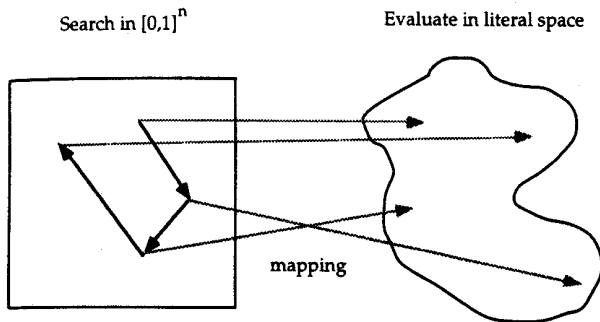 Search in [0,1]ⁿ
Evaluate in literal space
mapping